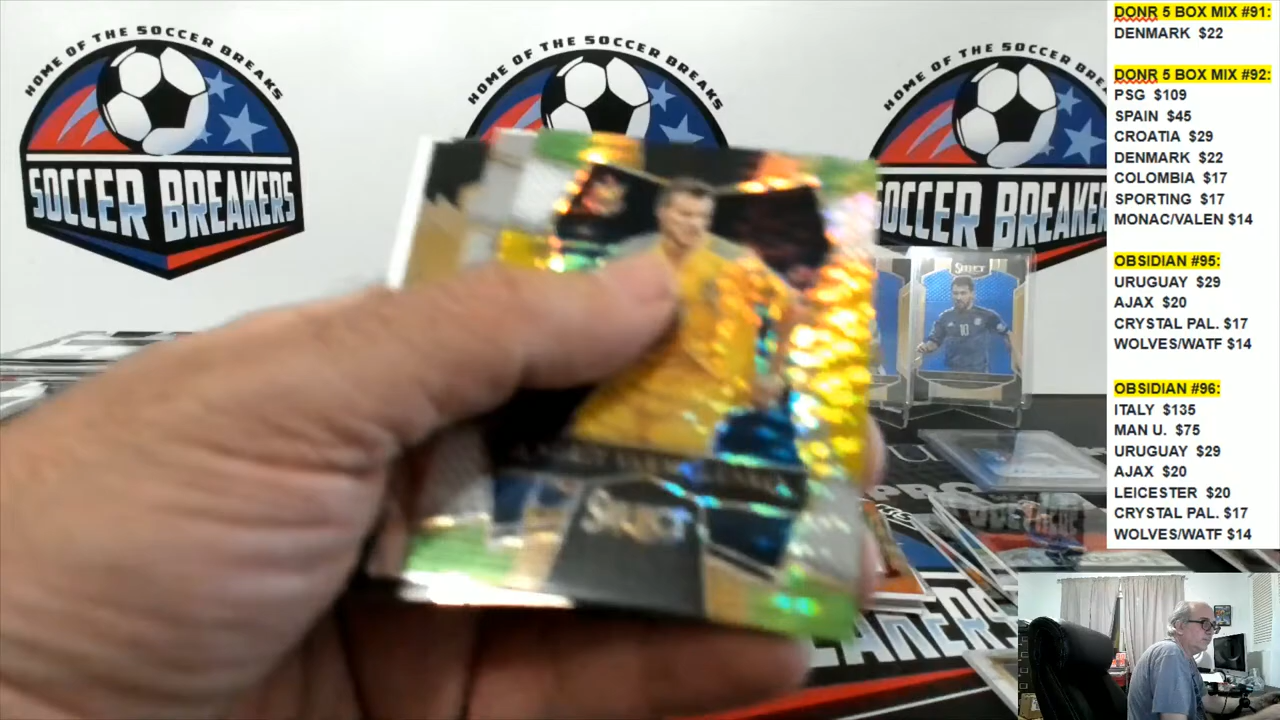 HOME OF THE SOCCER BREAKS
SOCCER BREAKERS
HOME OF THE SOCCER BREAKS
HOME OF THE SOCCER BREAKS
SOCCER BREAKERS
SELECT
10
SELECT
DONR 5 BOX MIX #91:
DENMARK $22
DONR 5 BOX MIX #92:
PSG $109
SPAIN $45
CROATIA $29
DENMARK $22
COLOMBIA $17
SPORTING $17
MONAC/VALEN $14
OBSIDIAN #95:
URUGUAY $29
AJAX $20
CRYSTAL PAL. $17
WOLVES/WATF $14
OBSIDIAN #96:
ITALY $135
MAN U. $75
URUGUAY $29
AJAX $20
LEICESTER $20
CRYSTAL PAL. $17
WOLVES/WATF $14